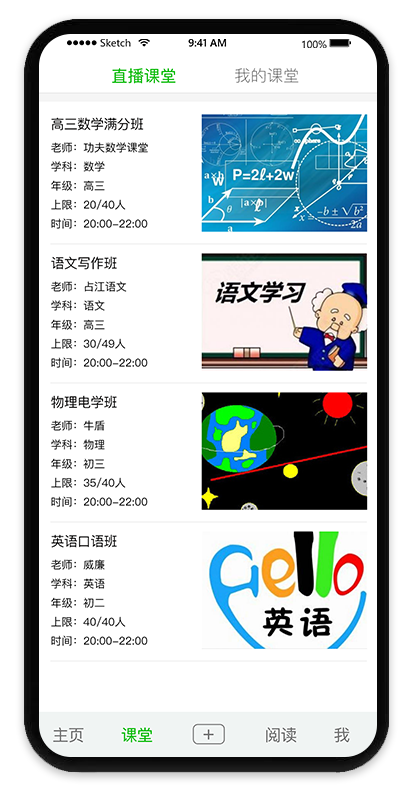 Sketch 9:41 AM 100%
直播课堂 我的课堂
高三数学满分班
老师：功夫数学课堂
学科：数学
年级：高三
上限：20/40人
时间：20:00-22:00
P=2ℓ+2w
w
ℓ
a×b
|a×b|
a
b
θ
sphere
-b±√b²
2a
语文写作班
老师：占江语文
学科：语文
年级：高三
上限：30/49人
时间：20:00-22:00
语文学习
物理电学班
老师：牛盾
学科：物理
年级：初三
上限：35/40人
时间：20:00-22:00
英语口语班
老师：威廉
学科：英语
年级：初二
上限：40/40人
时间：20:00-22:00
Hello
英语
主页 课堂 + 阅读 我